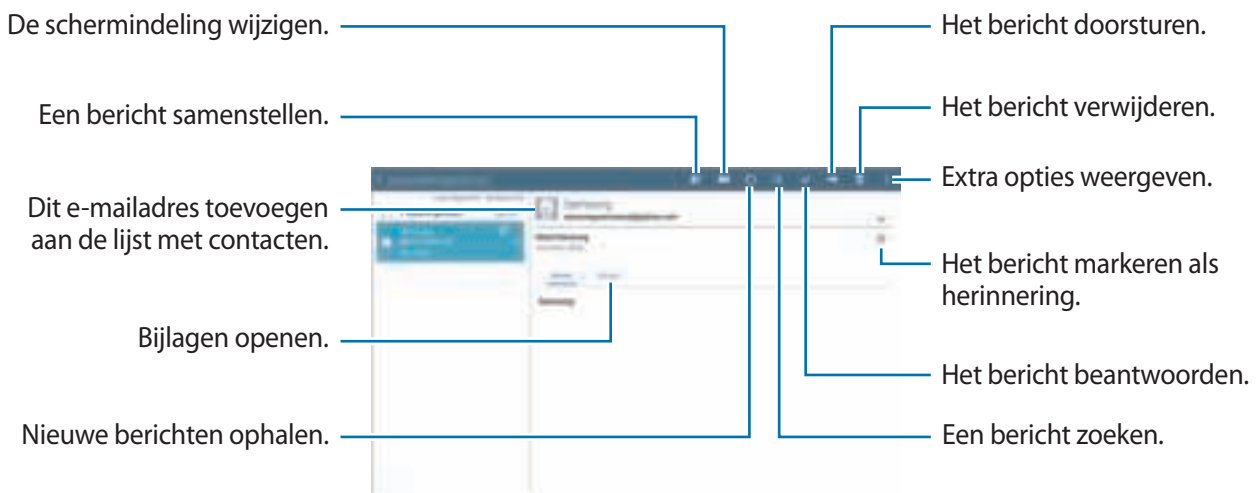 De schermindeling wijzigen.
Een bericht samenstellen.
Dit e-mailadres toevoegen
aan de lijst met contacten.
Bijlagen openen.
Nieuwe berichten ophalen.
Het bericht doorsturen.
Het bericht verwijderen.
Extra opties weergeven.
Het bericht markeren als
herinnering.
Het bericht beantwoorden.
Een bericht zoeken.